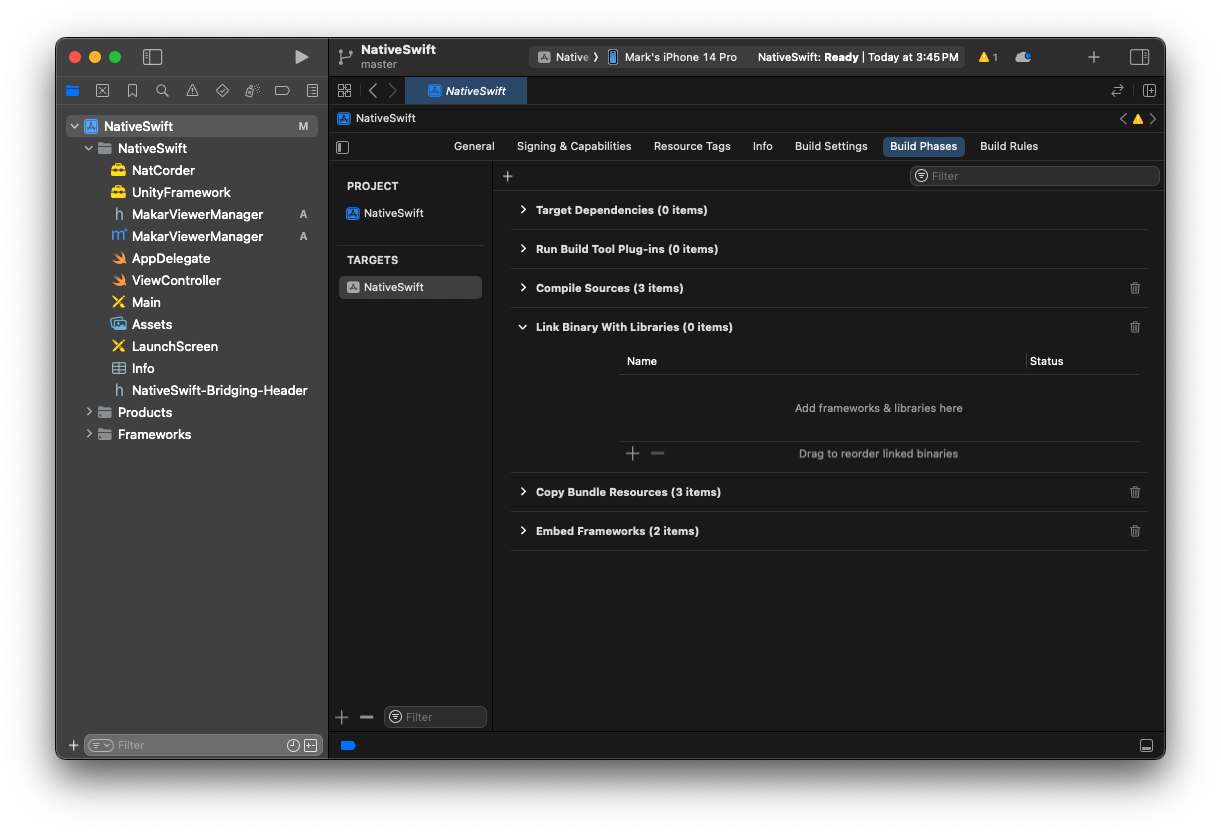 NativeSwift
master
Native
Mark's iPhone 14 Pro
NativeSwift: Ready | Today at 3:45 PM
1
NativeSwift
NativeSwift
NativeSwift M
NativeSwift
NatCorder
UnityFramework
h MakarViewerManager A
m MakarViewerManager A
AppDelegate
ViewController
Main
Assets
LaunchScreen
Info
h NativeSwift-Bridging-Header
Products
Frameworks
Filter
General
Signing & Capabilities
Resource Tags
Info
Build Settings
Build Phases
Build Rules
PROJECT
NativeSwift
TARGETS
NativeSwift
Filter
Filter
Target Dependencies (0 items)
Run Build Tool Plug-ins (0 items)
Compile Sources (3 items)
Link Binary With Libraries (0 items)
Name Status
Add frameworks & libraries here
Drag to reorder linked binaries
Copy Bundle Resources (3 items)
Embed Frameworks (2 items)